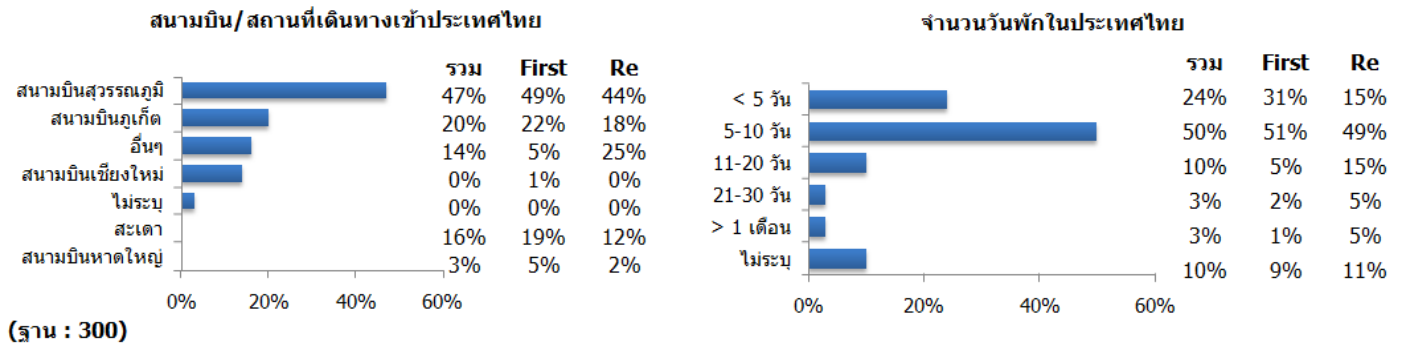 สนามบิน/สถานที่เดินทางเข้าประเทศไทย
รวม First Re
สนามบินสุวรรณภูมิ 47% 49% 44%
สนามบินภูเก็ต 20% 22% 18%
อื่นๆ 14% 5% 25%
สนามบินเชียงใหม่ 0% 1% 0%
ไม่ระบุ 0% 0% 0%
สะเดา 16% 19% 12%
สนามบินหาดใหญ่ 3% 5% 2%
0% 20% 40% 60%
(ฐาน : 300)
จำนวนวันพักในประเทศไทย
รวม First Re
< 5 วัน 24% 31% 15%
5-10 วัน 50% 51% 49%
11-20 วัน 10% 5% 15%
21-30 วัน 3% 2% 5%
> 1 เดือน 3% 1% 5%
ไม่ระบุ 10% 9% 11%
0% 20% 40% 60%